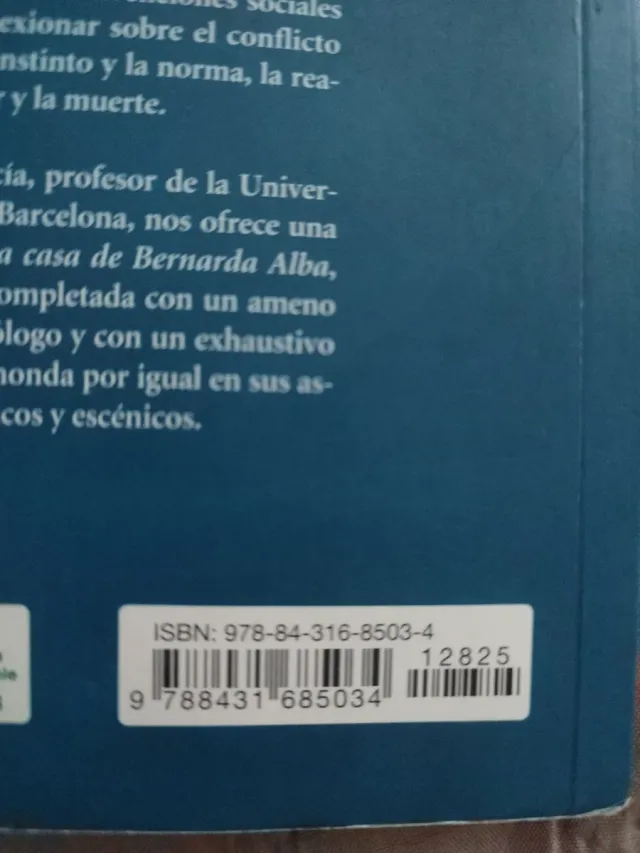 sociales
exionar sobre el conflicto
nstinto y la norma, la rea-
y la muerte.
cía, profesor de la Univer-
Barcelona, nos ofrece una
a casa de Bernarda Alba,
ompletada con un ameno
ólogo y con un exhaustivo
honda por igual en sus as-
cos y escénicos.
ISBN: 978-84-316-8503-4
12825
9 788431 685034